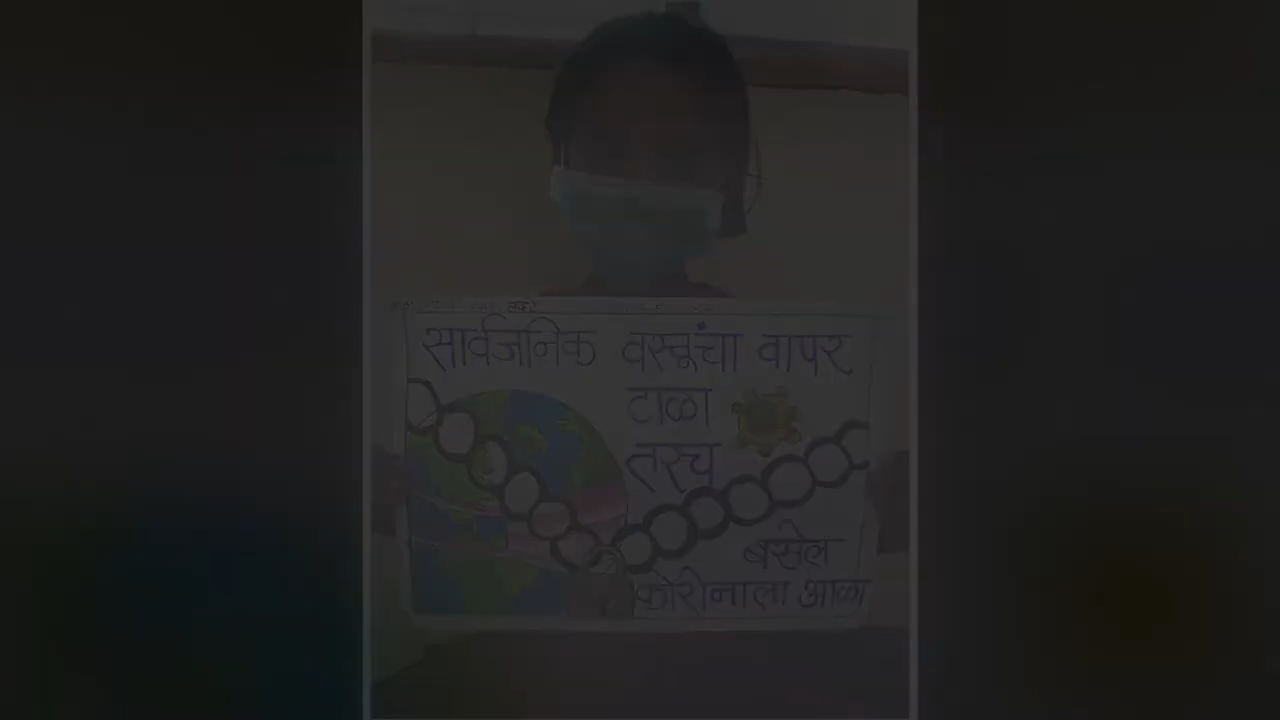 सार्वजनिक वस्तूंचा वापर
टाळा
तरच
बसेल
कोरोनाला आळा